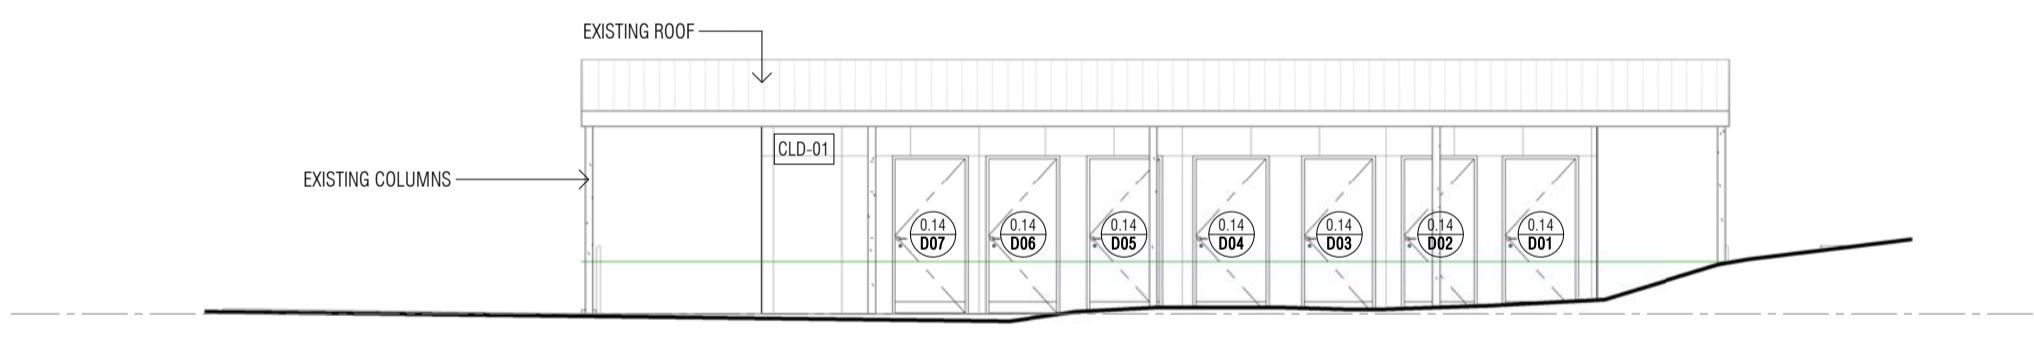 EXISTING ROOF
CLD-01
EXISTING COLUMNS
0.14
D07
0.14
D06
0.14
D05
0.14
D04
0.14
D03
0.14
D02
0.14
D01